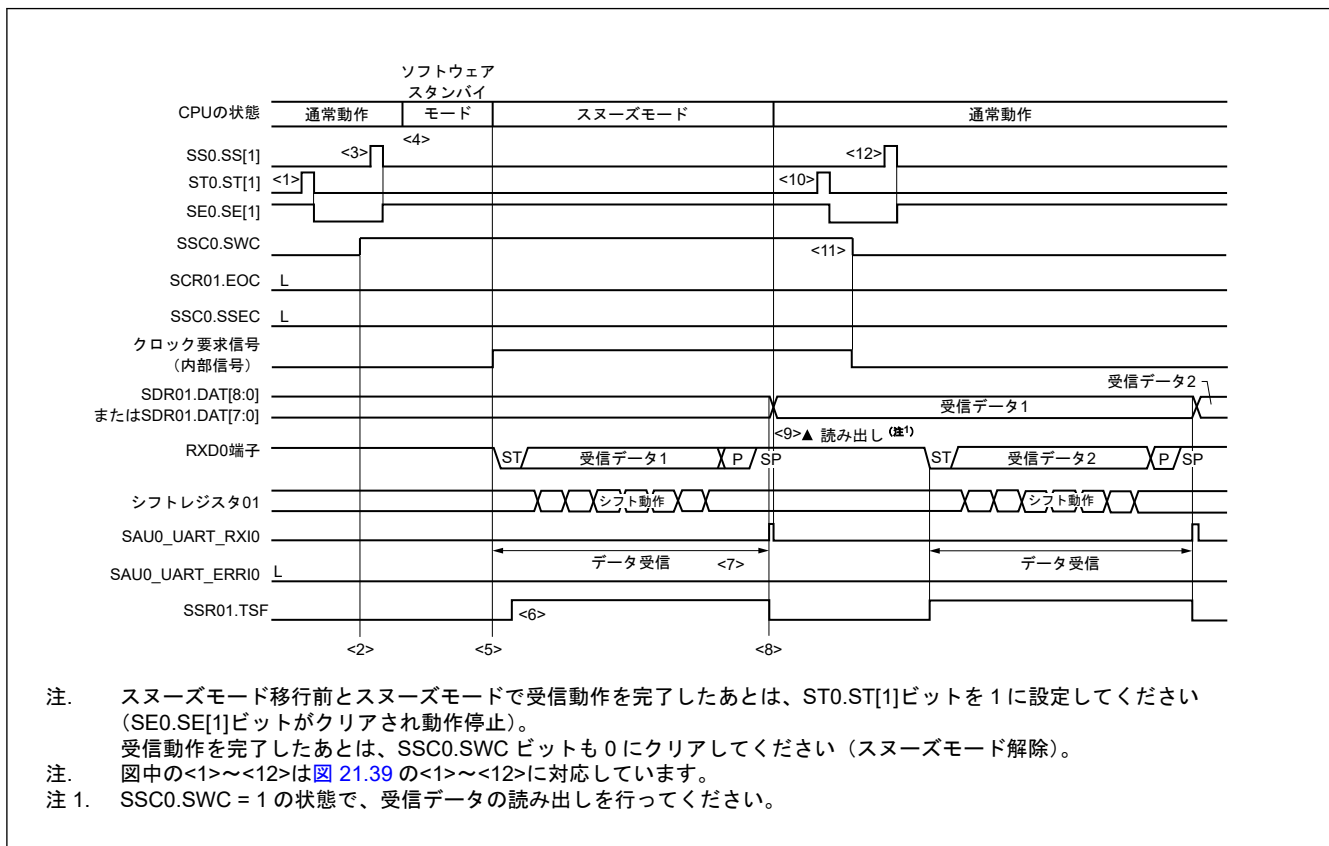 ソフトウェア
スタンバイ
CPUの状態 通常動作 モード スヌーズモード 通常動作
<4>
SS0.SS[1] <3> <12>
ST0.ST[1] <1> <10>
SE0.SE[1]
SSC0.SWC <11>
SCR01.EOC L
SSC0.SSEC L
クロック要求信号
(内部信号)
受信データ2
SDR01.DAT[8:0]
またはSDR01.DAT[7:0] 受信データ1
<9>▲ 読み出し(注1)
RXD0端子 ST 受信データ1 P SP ST 受信データ2 P SP
シフトレジスタ01 シフト動作 シフト動作
SAU0_UART_RXI0
データ受信 <7> データ受信
SAU0_UART_ERRI0 L
SSR01.TSF <6>
<2> <5> <8>
注. スヌーズモード移行前とスヌーズモードで受信動作を完了したあとは、ST0.ST[1]ビットを 1 に設定してください
(SE0.SE[1]ビットがクリアされ動作停止)。
受信動作を完了したあとは、SSC0.SWC ビットも 0 にクリアしてください(スヌーズモード解除)。
注. 図中の<1>~<12>は図 21.39 の<1>~<12>に対応しています。
注 1. SSC0.SWC = 1 の状態で、受信データの読み出しを行ってください。